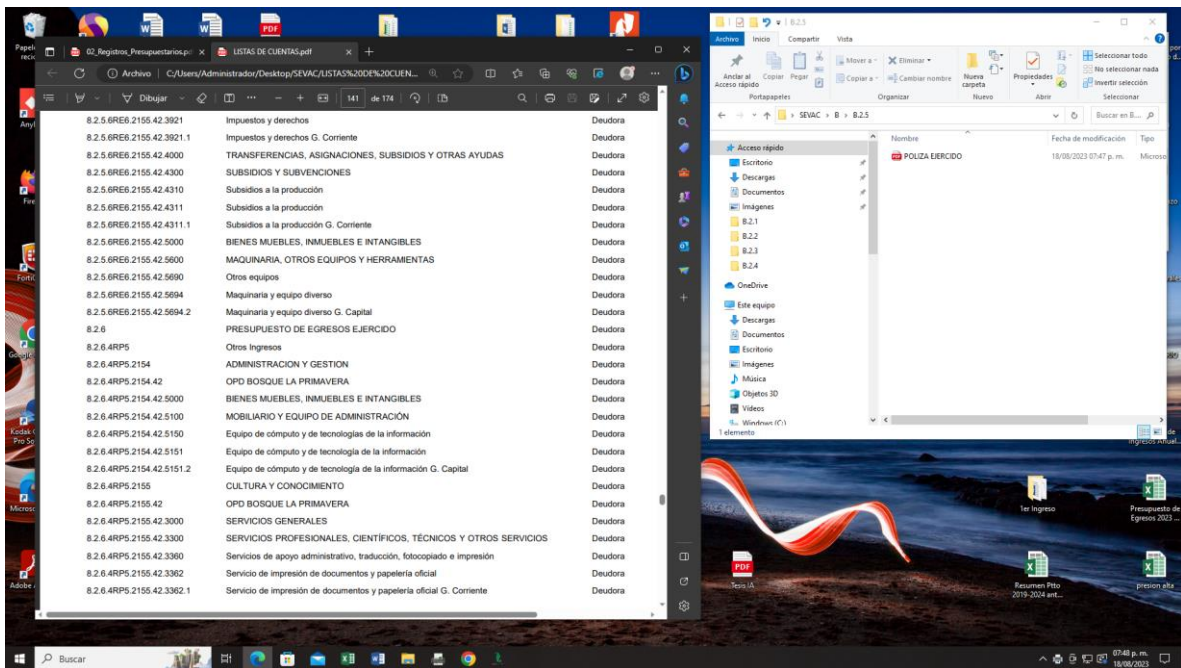 02_Registros_Presupuestarios.pd
LISTAS DE CUENTAS.pdf
Archivo
C:/Users/Administrador/Desktop/SEVAC/LISTAS%20DE%20CUEN...
Dibujar
141 de 174
8.2.5.6RE6.2155.42.3921 Impuestos y derechos Deudora
8.2.5.6RE6.2155.42.3921.1 Impuestos y derechos G. Corriente Deudora
8.2.5.6RE6.2155.42.4000 TRANSFERENCIAS, ASIGNACIONES, SUBSIDIOS Y OTRAS AYUDAS Deudora
8.2.5.6RE6.2155.42.4300 SUBSIDIOS Y SUBVENCIONES Deudora
8.2.5.6RE6.2155.42.4310 Subsidios a la producción Deudora
8.2.5.6RE6.2155.42.4311 Subsidios a la producción Deudora
8.2.5.6RE6.2155.42.4311.1 Subsidios a la producción G. Corriente Deudora
8.2.5.6RE6.2155.42.5000 BIENES MUEBLES, INMUEBLES E INTANGIBLES Deudora
8.2.5.6RE6.2155.42.5600 MAQUINARIA, OTROS EQUIPOS Y HERRAMIENTAS Deudora
8.2.5.6RE6.2155.42.5690 Otros equipos Deudora
8.2.5.6RE6.2155.42.5694 Maquinaria y equipo diverso Deudora
8.2.5.6RE6.2155.42.5694.2 Maquinaria y equipo diverso G. Capital Deudora
8.2.6 PRESUPUESTO DE EGRESOS EJERCIDO Deudora
8.2.6.4RP5 Otros Ingresos Deudora
8.2.6.4RP5.2154 ADMINISTRACION Y GESTION Deudora
8.2.6.4RP5.2154.42 OPD BOSQUE LA PRIMAVERA Deudora
8.2.6.4RP5.2154.42.5000 BIENES MUEBLES, INMUEBLES E INTANGIBLES Deudora
8.2.6.4RP5.2154.42.5100 MOBILIARIO Y EQUIPO DE ADMINISTRACIÓN Deudora
8.2.6.4RP5.2154.42.5150 Equipo de cómputo y de tecnologías de la información Deudora
8.2.6.4RP5.2154.42.5151 Equipo de cómputo y de tecnología de la información Deudora
8.2.6.4RP5.2154.42.5151.2 Equipo de cómputo y de tecnología de la información G. Capital Deudora
8.2.6.4RP5.2155 CULTURA Y CONOCIMIENTO Deudora
8.2.6.4RP5.2155.42 OPD BOSQUE LA PRIMAVERA Deudora
8.2.6.4RP5.2155.42.3000 SERVICIOS GENERALES Deudora
8.2.6.4RP5.2155.42.3300 SERVICIOS PROFESIONALES, CIENTÍFICOS, TÉCNICOS Y OTROS SERVICIOS Deudora
8.2.6.4RP5.2155.42.3360 Servicios de apoyo administrativo, traducción, fotocopiado e impresión Deudora
8.2.6.4RP5.2155.42.3362 Servicio de impresión de documentos y papelería oficial Deudora
8.2.6.4RP5.2155.42.3362.1 Servicio de impresión de documentos y papelería oficial G. Corriente Deudora
B.2.5
Archivo Inicio Compartir Vista
Anclar al
Acceso rápido
Copiar
Pegar
Mover a
Copiar a
Eliminar
Cambiar nombre
Nueva
carpeta
Propiedades
Seleccionar todo
No seleccionar nada
Invertir selección
Portapapeles Organizar Nuevo Abrir Seleccionar
SEVAC > B > B.2.5
Buscar en B....
Nombre Fecha de modificación Tipo
POLIZA EJERCIDO 18/08/2023 07:47 p. m. Microso
Acceso rápido
Escritorio
Descargas
Documentos
Imágenes
B.2.1
B.2.2
B.2.3
B.2.4
OneDrive
Este equipo
Descargas
Documentos
Escritorio
Imágenes
Música
Objetos 3D
Vídeos
Windows (C:)
1 elemento
1er Ingreso
Presupuesto de
Egresos 2023 ...
PDF
Tesis IA
Resumen Ptto
2019-2024 ant...
presion alta
Buscar
07:48 p. m.
18/08/2023